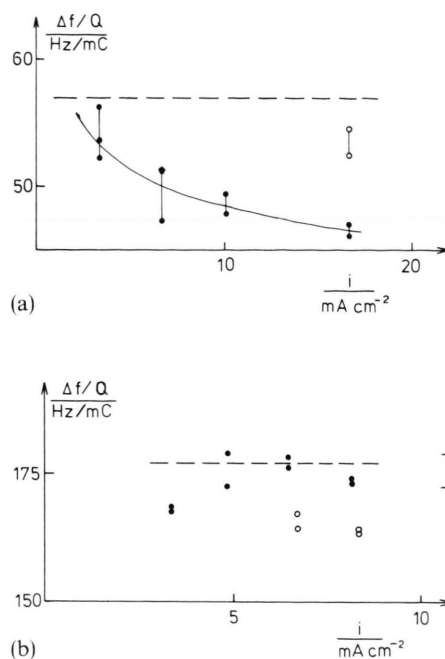 Δf/Q
Hz/mC
60
50
10
20
i
mA cm⁻²
(a)
Δf/Q
Hz/mC
175
150
5
10
i
mA cm⁻²
(b)